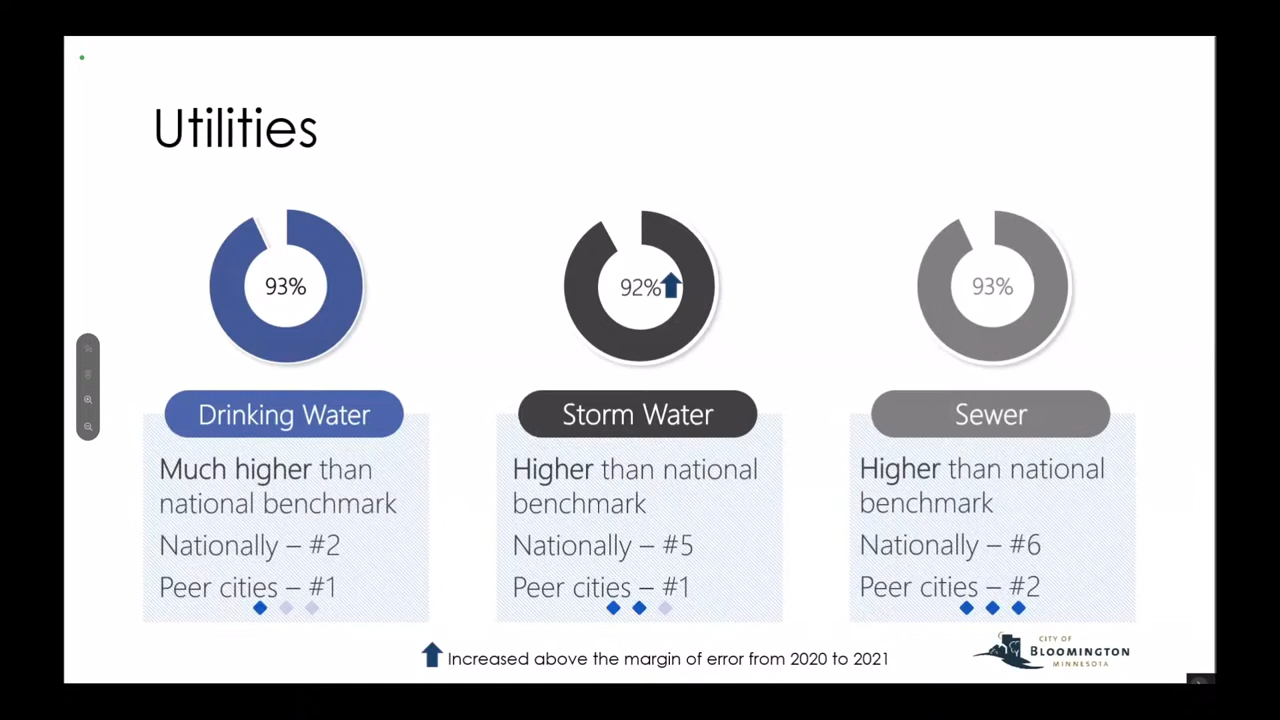 Utilities
93%
92%
93%
Drinking Water
Much higher than
national benchmark
Nationally – #2
Peer cities – #1
Storm Water
Higher than national
benchmark
Nationally – #5
Peer cities – #1
Sewer
Higher than national
benchmark
Nationally – #6
Peer cities – #2
Increased above the margin of error from 2020 to 2021
CITY OF
BLOOMINGTON
MINNESOTA